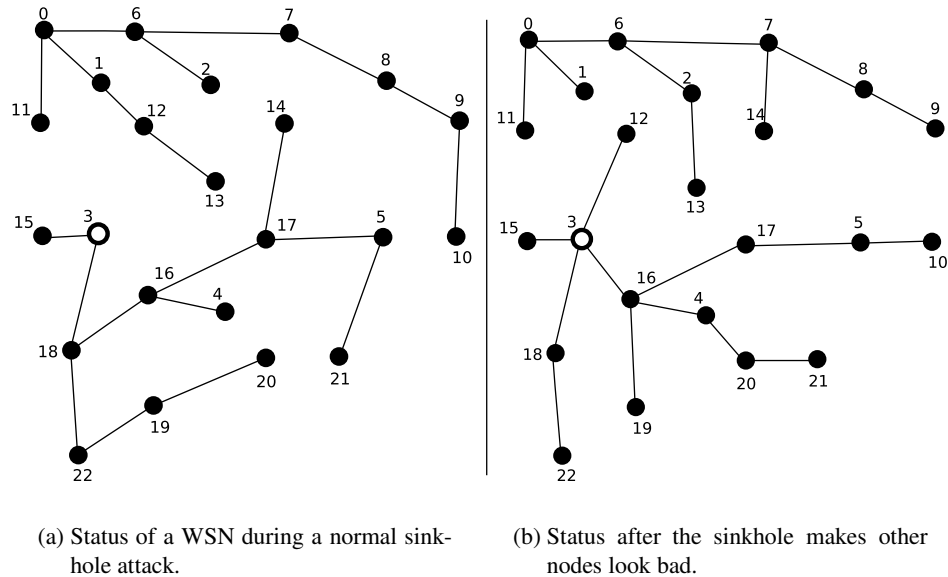 0 6 7
8
1 2 9
11 12 14
13
15 3 17 5
10
16
4
18
20 21
19
22
0 6 7
8
1 2 9
11 12 14
13
15 3 17 5
10
16
4
18
20 21
19
22
(a) Status of a WSN during a normal sink-
hole attack.
(b) Status after the sinkhole makes other
nodes look bad.